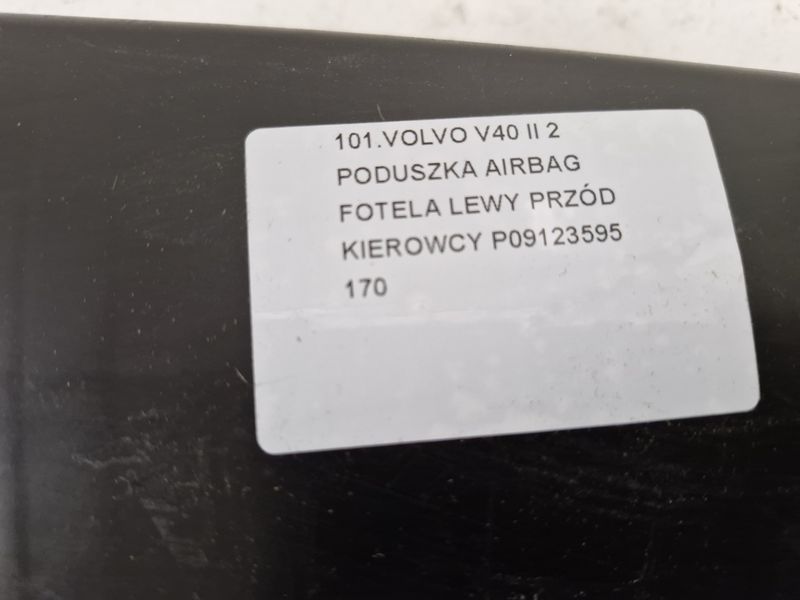 101.VOLVO V40 II 2
PODUSZKA AIRBAG
FOTELA LEWY PRZÓD
KIEROWCY P09123595
170